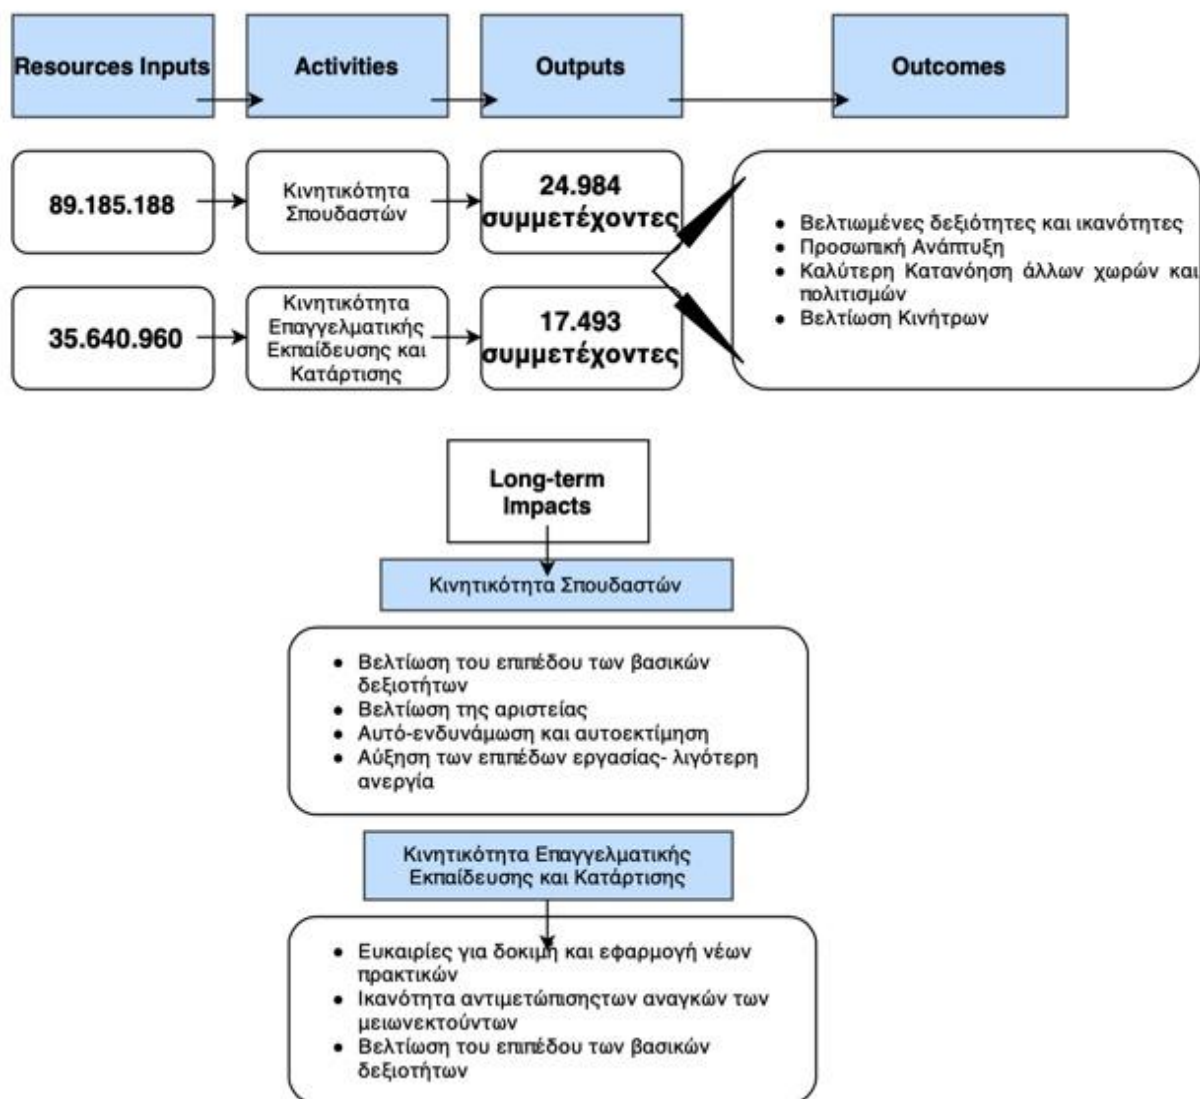 Resources Inputs
Activities
Outputs
Outcomes
89.185.188
Κινητικότητα
Σπουδαστών
24.984
συμμετέχοντες
35.640.960
Κινητικότητα
Επαγγελματικής
Εκπαίδευσης και
Κατάρτισης
17.493
συμμετέχοντες
● Βελτιωμένες δεξιότητες και ικανότητες
● Προσωπική Ανάπτυξη
● Καλύτερη Κατανόηση άλλων χωρών και
πολιτισμών
● Βελτίωση Κινήτρων
Long-term
Impacts
Κινητικότητα Σπουδαστών
● Βελτίωση του επιπέδου των βασικών
δεξιοτήτων
● Βελτίωση της αριστείας
● Αυτό-ενδυνάμωση και αυτοεκτίμηση
● Αύξηση των επιπέδων εργασίας- λιγότερη
ανεργία
Κινητικότητα Επαγγελματικής
Εκπαίδευσης και Κατάρτισης
● Ευκαιρίες για δοκιμή και εφαρμογή νέων
πρακτικών
● Ικανότητα αντιμετώπισηςτων αναγκών των
μειωνεκτούντων
● Βελτίωση του επιπέδου των βασικών
δεξιοτήτων